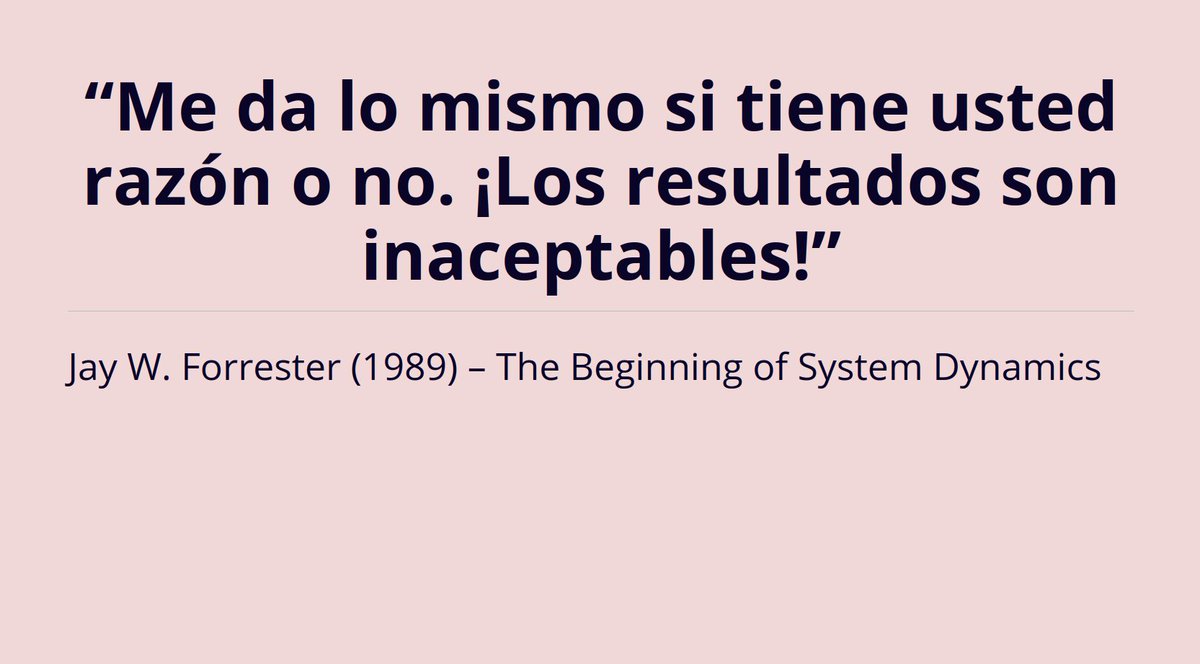 “Me da lo mismo si tiene usted
razón o no. ¡Los resultados son
inaceptables!”
Jay W. Forrester (1989) – The Beginning of System Dynamics